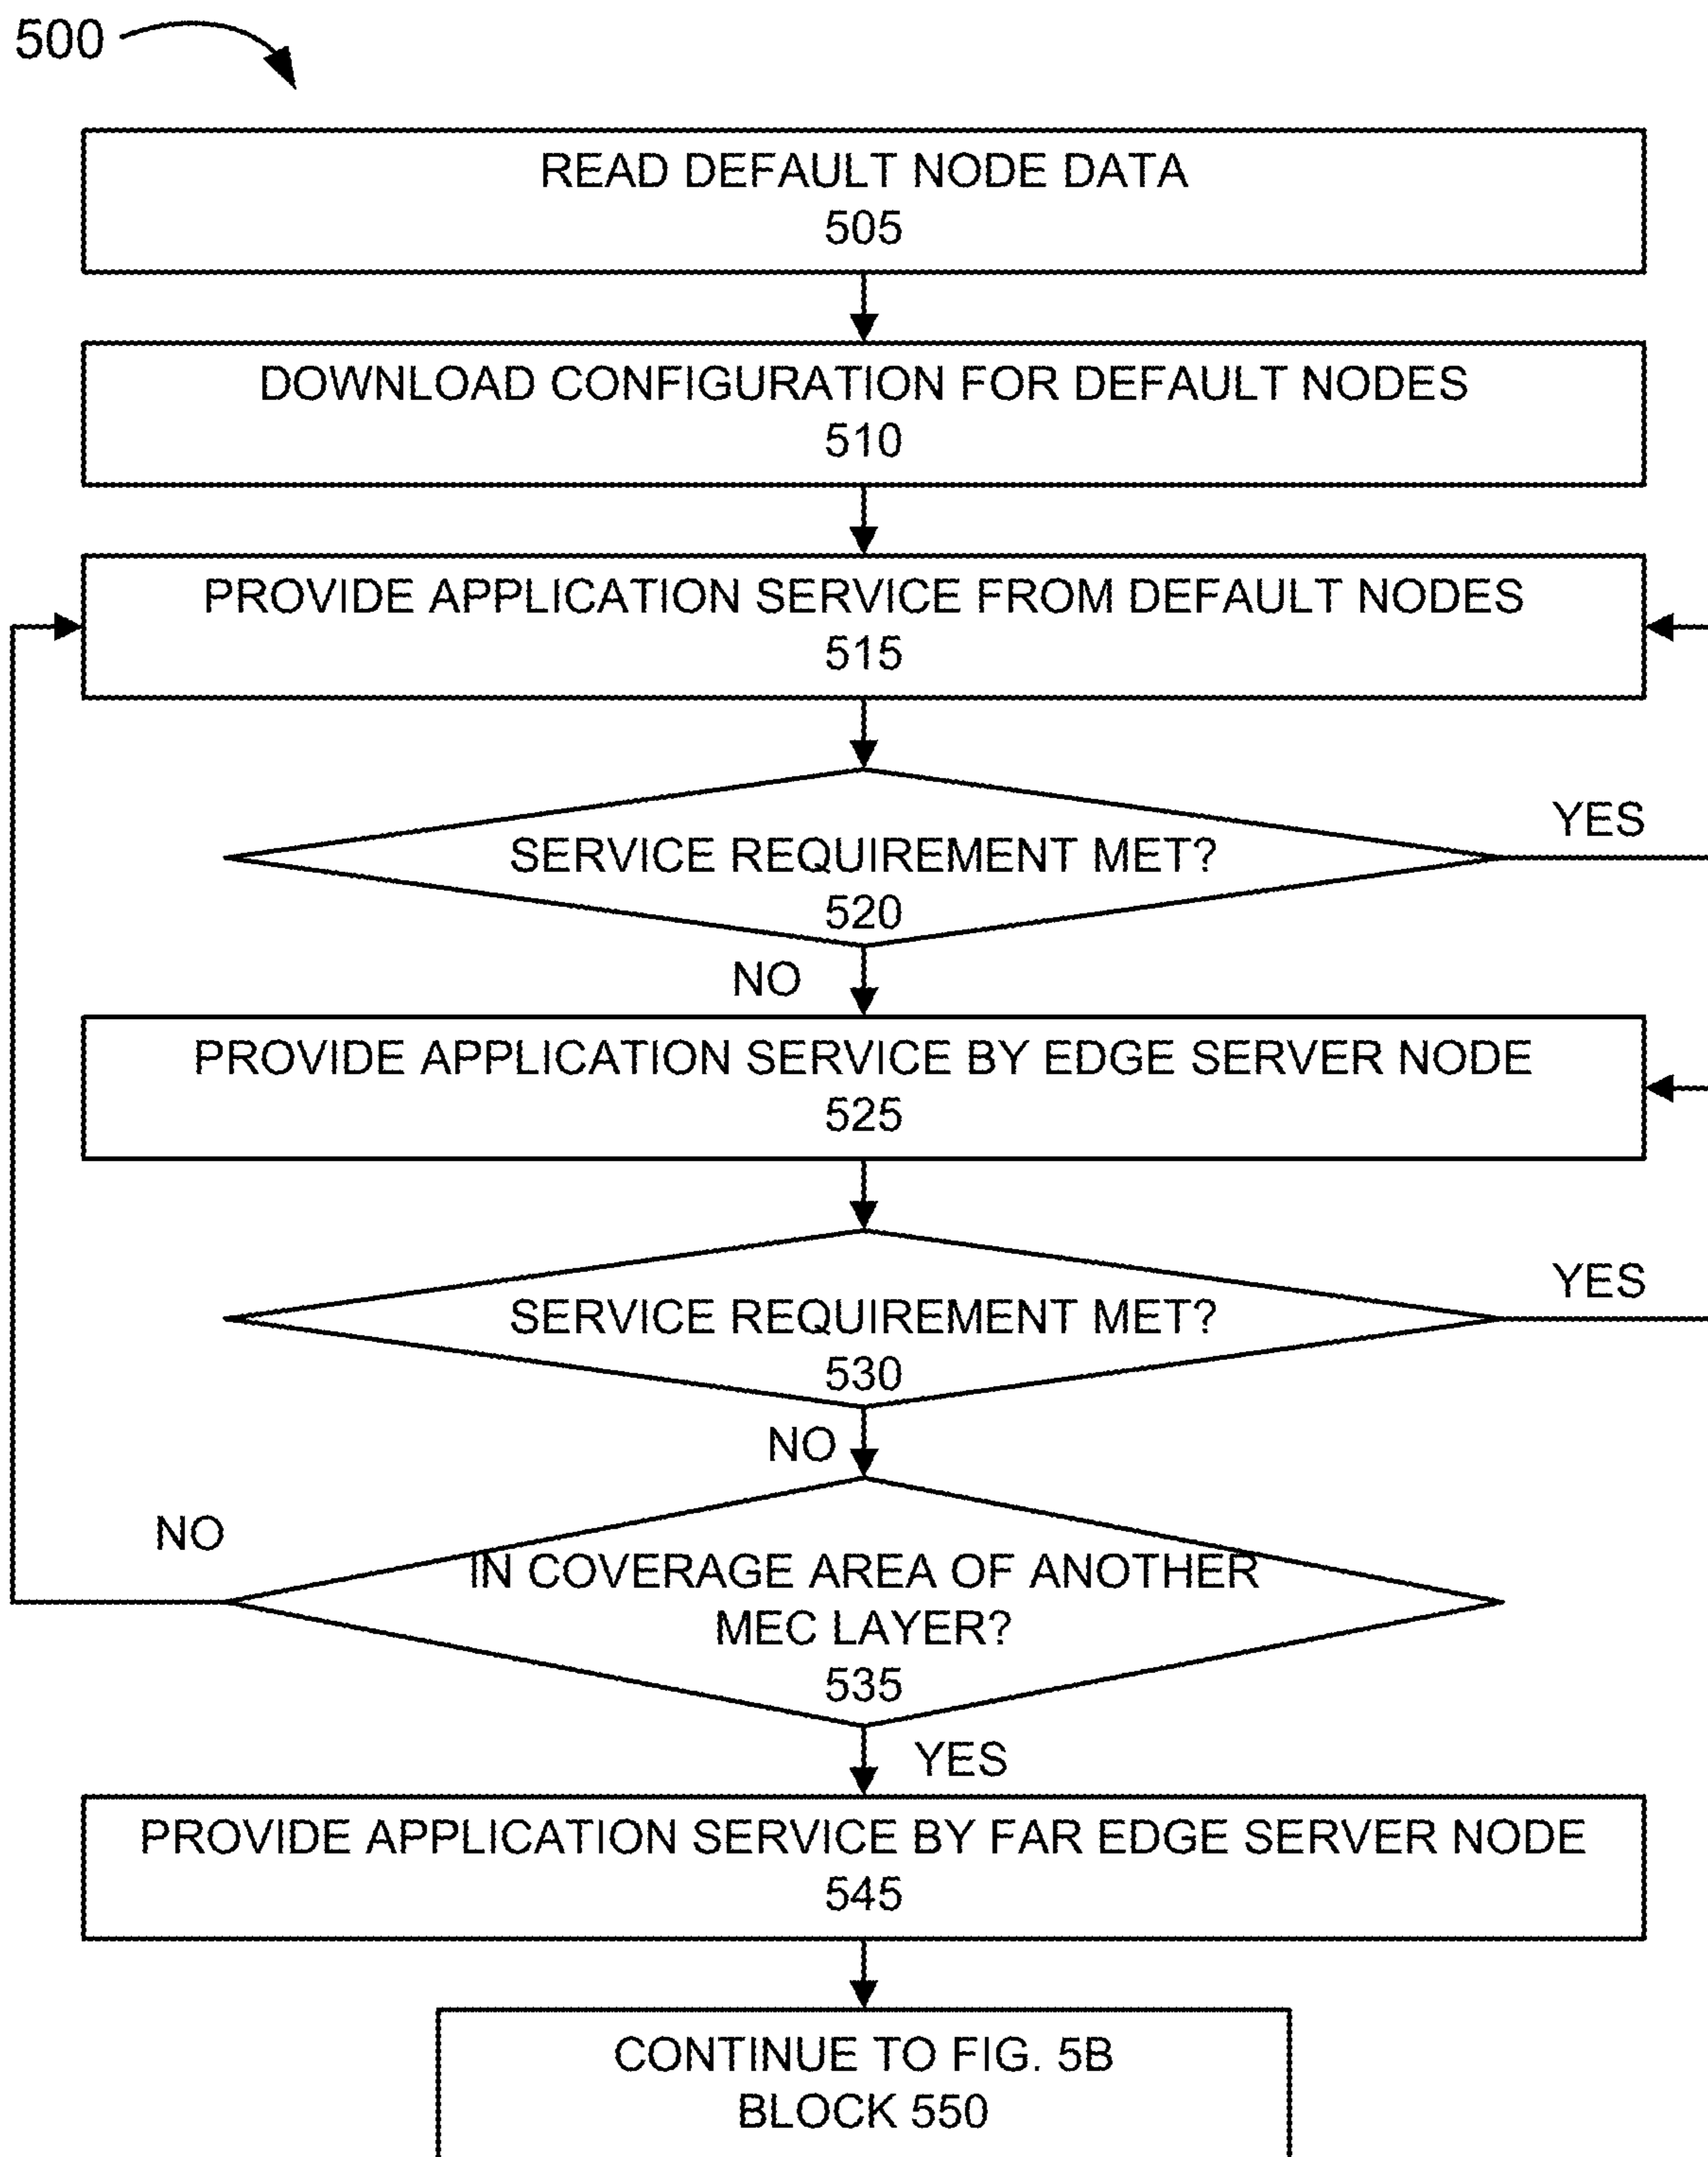 500
READ DEFAULT NODE DATA
505
DOWNLOAD CONFIGURATION FOR DEFAULT NODES
510
PROVIDE APPLICATION SERVICE FROM DEFAULT NODES
515
SERVICE REQUIREMENT MET?
520
YES
NO
PROVIDE APPLICATION SERVICE BY EDGE SERVER NODE
525
SERVICE REQUIREMENT MET?
530
YES
NO
IN COVERAGE AREA OF ANOTHER
MEC LAYER?
535
NO
YES
PROVIDE APPLICATION SERVICE BY FAR EDGE SERVER NODE
545
CONTINUE TO FIG. 5B
BLOCK 550